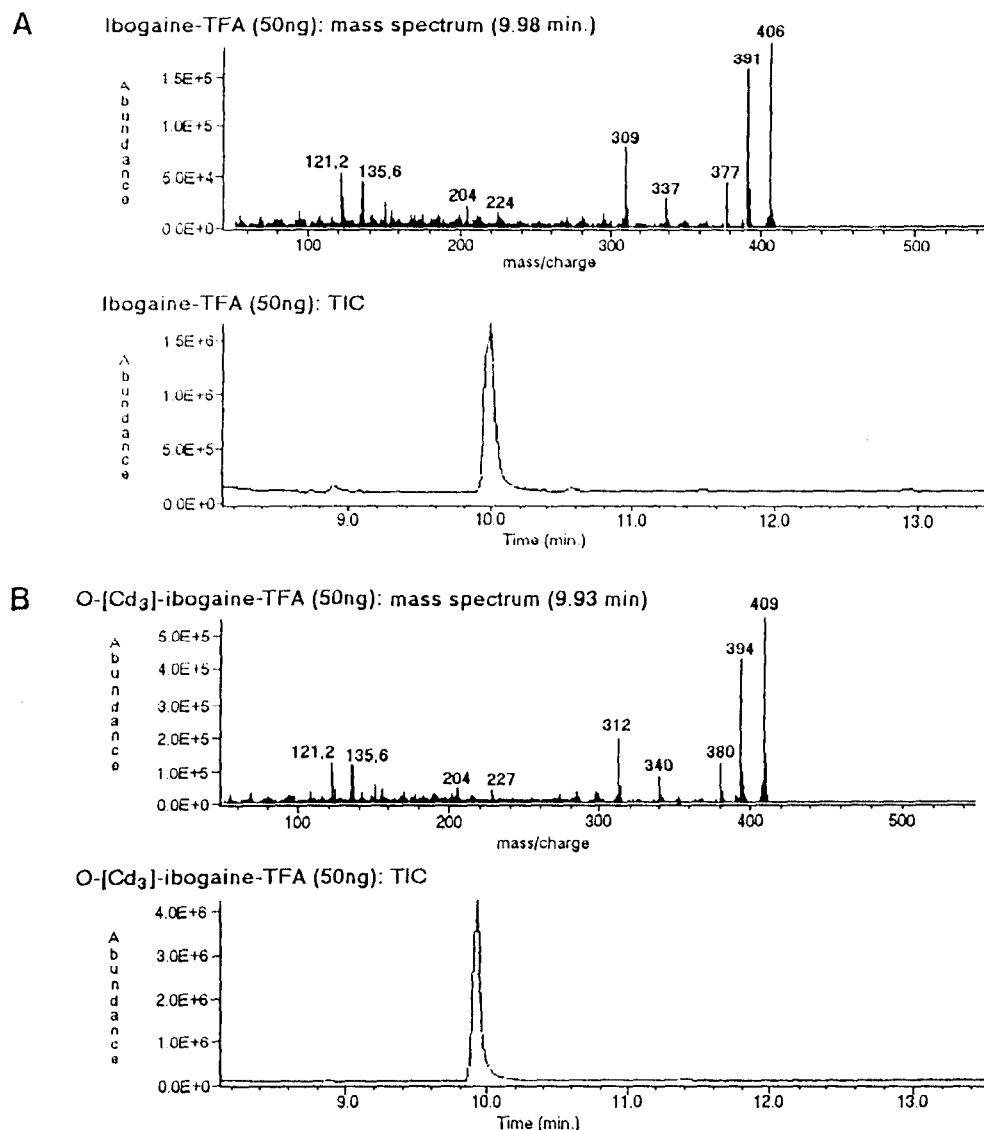 A
Ibogaine-TFA (50ng): mass spectrum (9.98 min.)
Abundance
1.5E+5
1.0E+5
5.0E+4
0.0E+0
121,2
135,6
204
224
309
337
377
391
406
100
200
300
400
500
mass/charge
Ibogaine-TFA (50ng): TIC
Abundance
1.5E+6
1.0E+6
5.0E+5
0.0E+0
9.0
10.0
11.0
12.0
13.0
Time (min.)
B
O-[Cd3]-ibogaine-TFA (50ng): mass spectrum (9.93 min)
Abundance
5.0E+5
4.0E+5
3.0E+5
2.0E+5
1.0E+5
0.0E+0
121,2
135,6
204
227
312
340
380
394
409
100
200
300
400
500
mass/charge
O-[Cd3]-ibogaine-TFA (50ng): TIC
Abundance
4.0E+6
3.0E+6
2.0E+6
1.0E+6
0.0E+0
9.0
10.0
11.0
12.0
13.0
Time (min.)